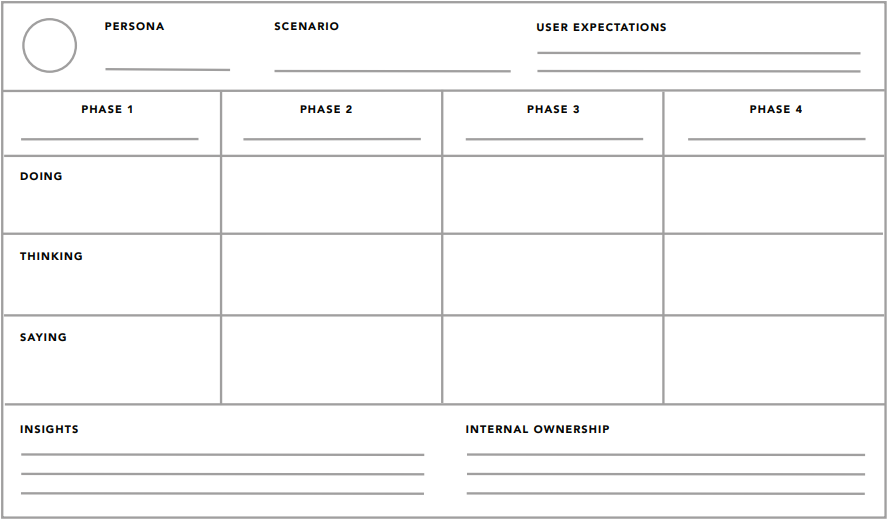 PERSONA
SCENARIO
USER EXPECTATIONS
PHASE 1
PHASE 2
PHASE 3
PHASE 4
DOING
THINKING
SAYING
INSIGHTS
INTERNAL OWNERSHIP